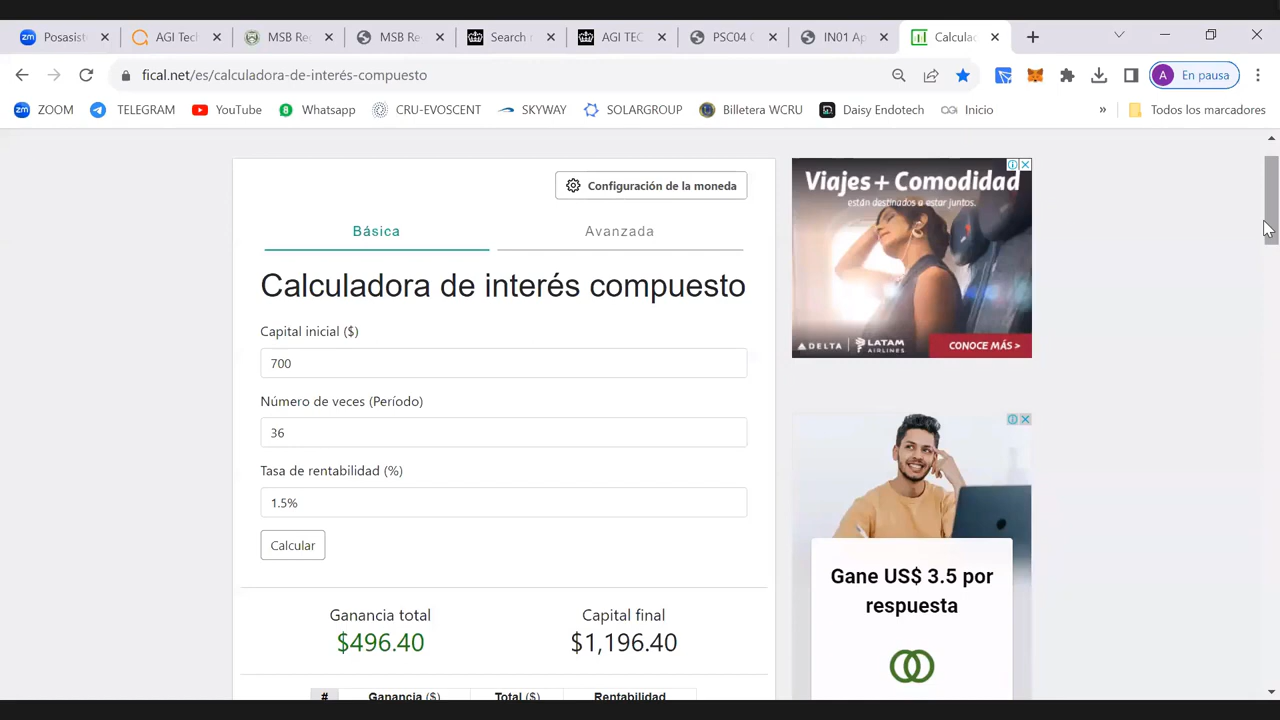 Posasist
AGI Tech
MSB Re
MSB Re
Search r
AGI TEC
PSC04 C
IN01 Ap
Calcula
fical.net/es/calculadora-de-interés-compuesto
A
En pausa
ZOOM
TELEGRAM
YouTube
Whatsapp
CRU-EVOSCENT
SKYWAY
SOLARGROUP
Billetera WCRU
Daisy Endotech
Inicio
»
Todos los marcadores
Configuración de la moneda
Básica
Avanzada
Calculadora de interés compuesto
Capital inicial ($)
700
Número de veces (Período)
36
Tasa de rentabilidad (%)
1.5%
Calcular
Ganancia total
Capital final
$496.40
$1,196.40
#
Ganancia ($)
Total ($)
Rentabilidad
Viajes + Comodidad
están destinados a estar juntos.
DELTA
LATAM AIRLINES
CONOCE MÁS >
Gane US$ 3.5 por
respuesta